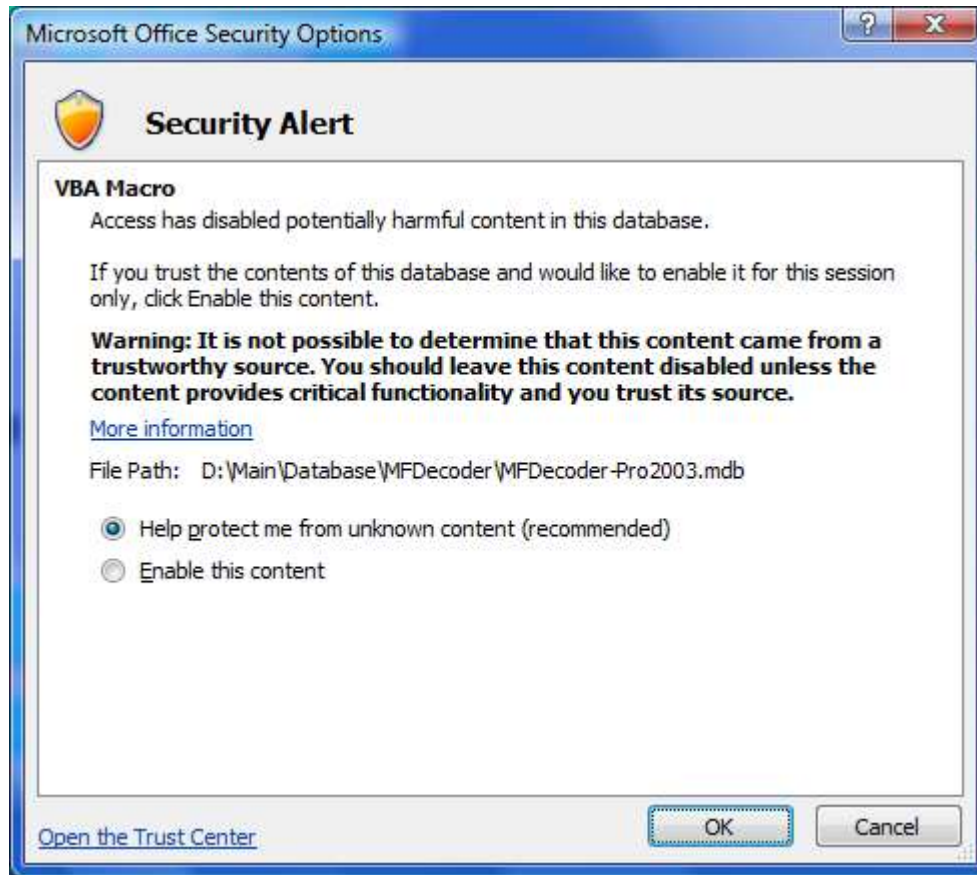 Microsoft Office Security Options
Security Alert
VBA Macro
Access has disabled potentially harmful content in this database.
If you trust the contents of this database and would like to enable it for this session
only, click Enable this content.
Warning: It is not possible to determine that this content came from a
trustworthy source. You should leave this content disabled unless the
content provides critical functionality and you trust its source.
More information
File Path: D:\Main\Database\MFDecoder\MFDecoder-Pro2003.mdb
Help protect me from unknown content (recommended)
Enable this content
Open the Trust Center
OK
Cancel